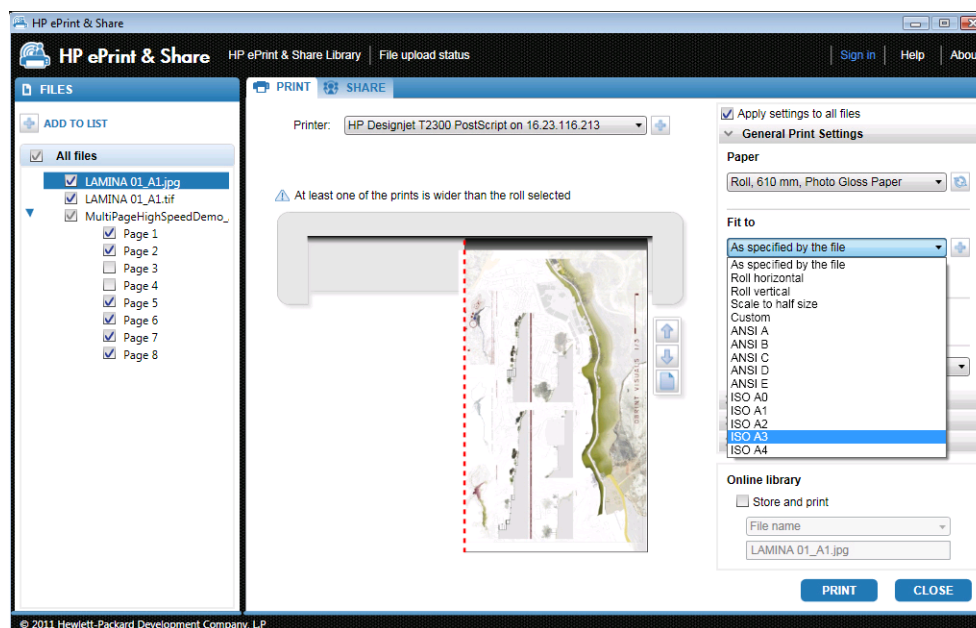 HP ePrint & Share
HP ePrint & Share
HP ePrint & Share Library
File upload status
Sign in
Help
Abou
FILES
ADD TO LIST
All files
LAMINA 01_A1.jpg
LAMINA 01_A1.tif
MultiPageHighSpeedDemo_
Page 1
Page 2
Page 3
Page 4
Page 5
Page 6
Page 7
Page 8
PRINT
SHARE
Printer:
HP Designjet T2300 PostScript on 16.23.116.213
At least one of the prints is wider than the roll selected
1/3 – SPRINT VISUALS
Apply settings to all files
General Print Settings
Paper
Roll, 610 mm, Photo Gloss Paper
Fit to
As specified by the file
As specified by the file
Roll horizontal
Roll vertical
Scale to half size
Custom
ANSI A
ANSI B
ANSI C
ANSI D
ANSI E
ISO A0
ISO A1
ISO A2
ISO A3
ISO A4
Online library
Store and print
File name
LAMINA 01_A1.jpg
PRINT
CLOSE
© 2011 Hewlett-Packard Development Company, L.P